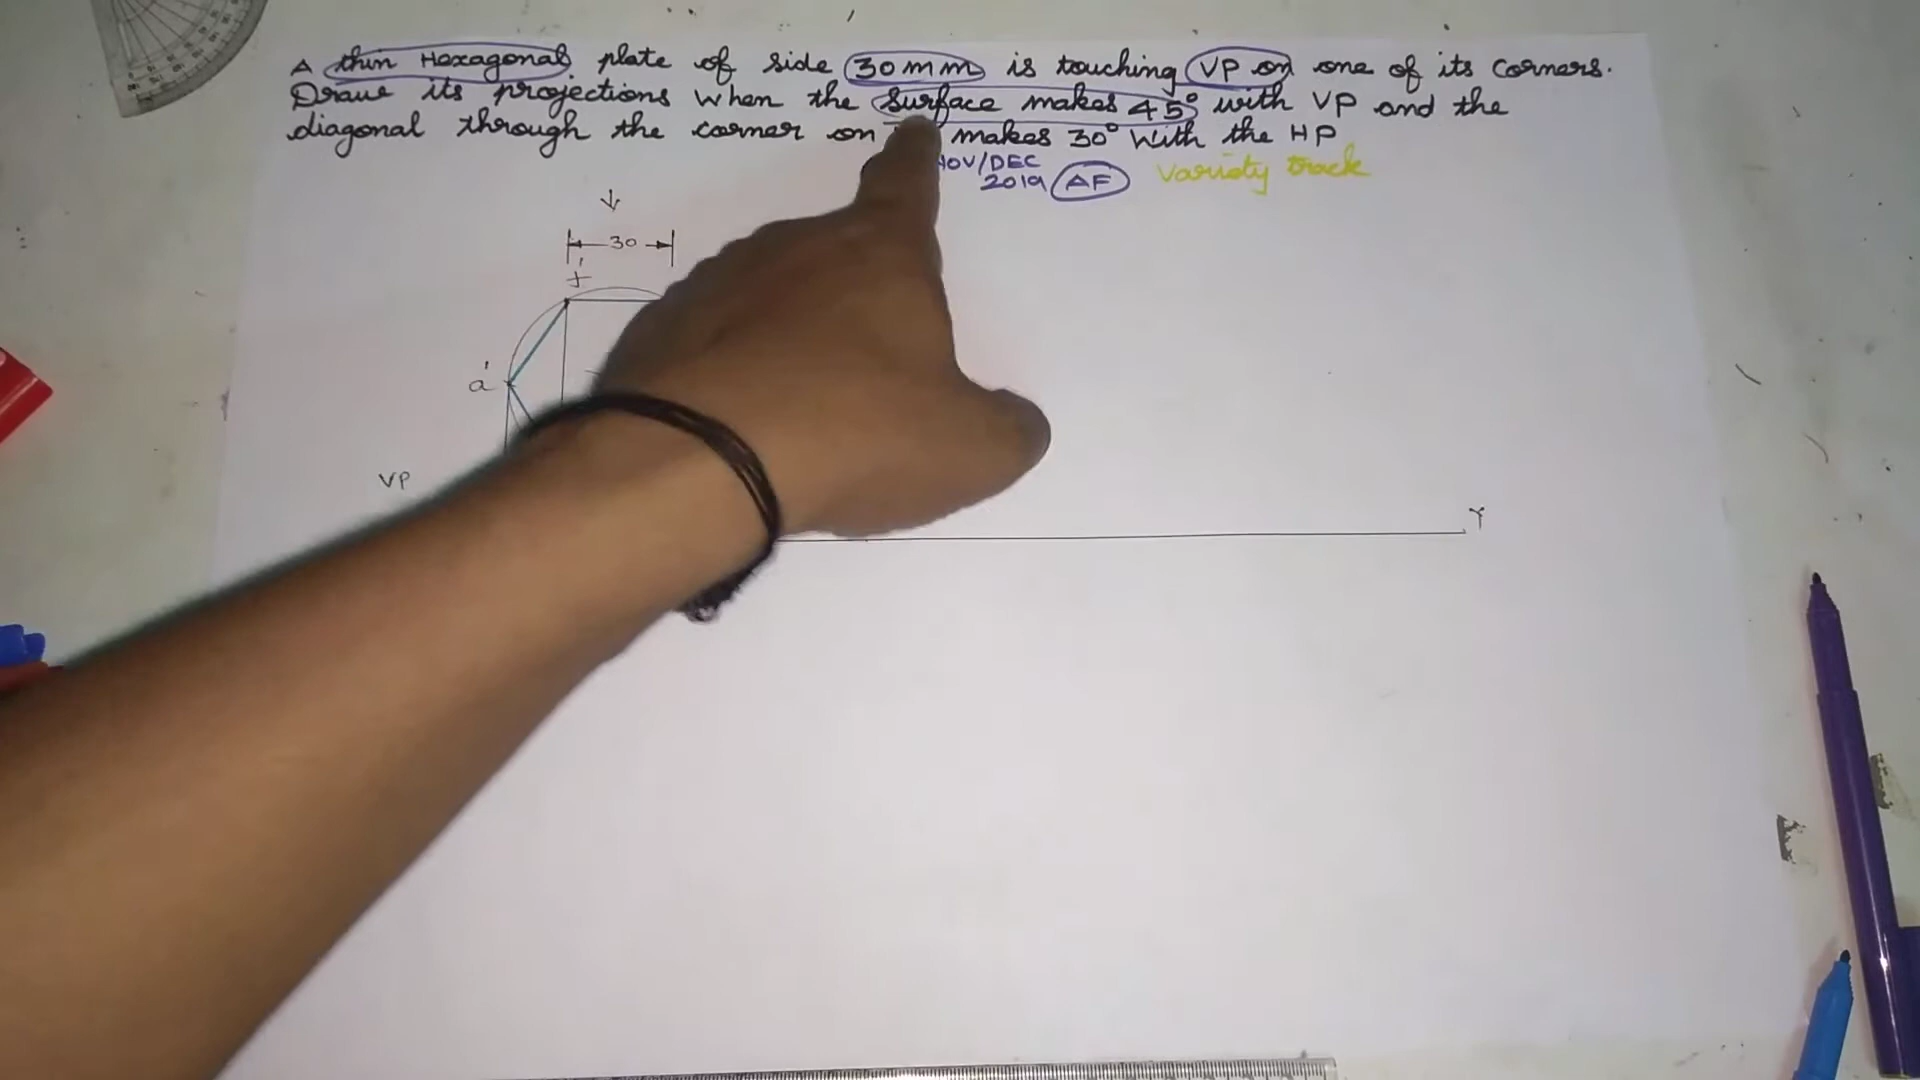 A thin Hexagonal plate of side 30mm is touching VP on one of its corners.
Draw its projections when the surface makes 45° with VP and the
diagonal through the corner on makes 30° with the HP
NOV/DEC
2019 AF Variety track
30
f'
a'
VP
Y